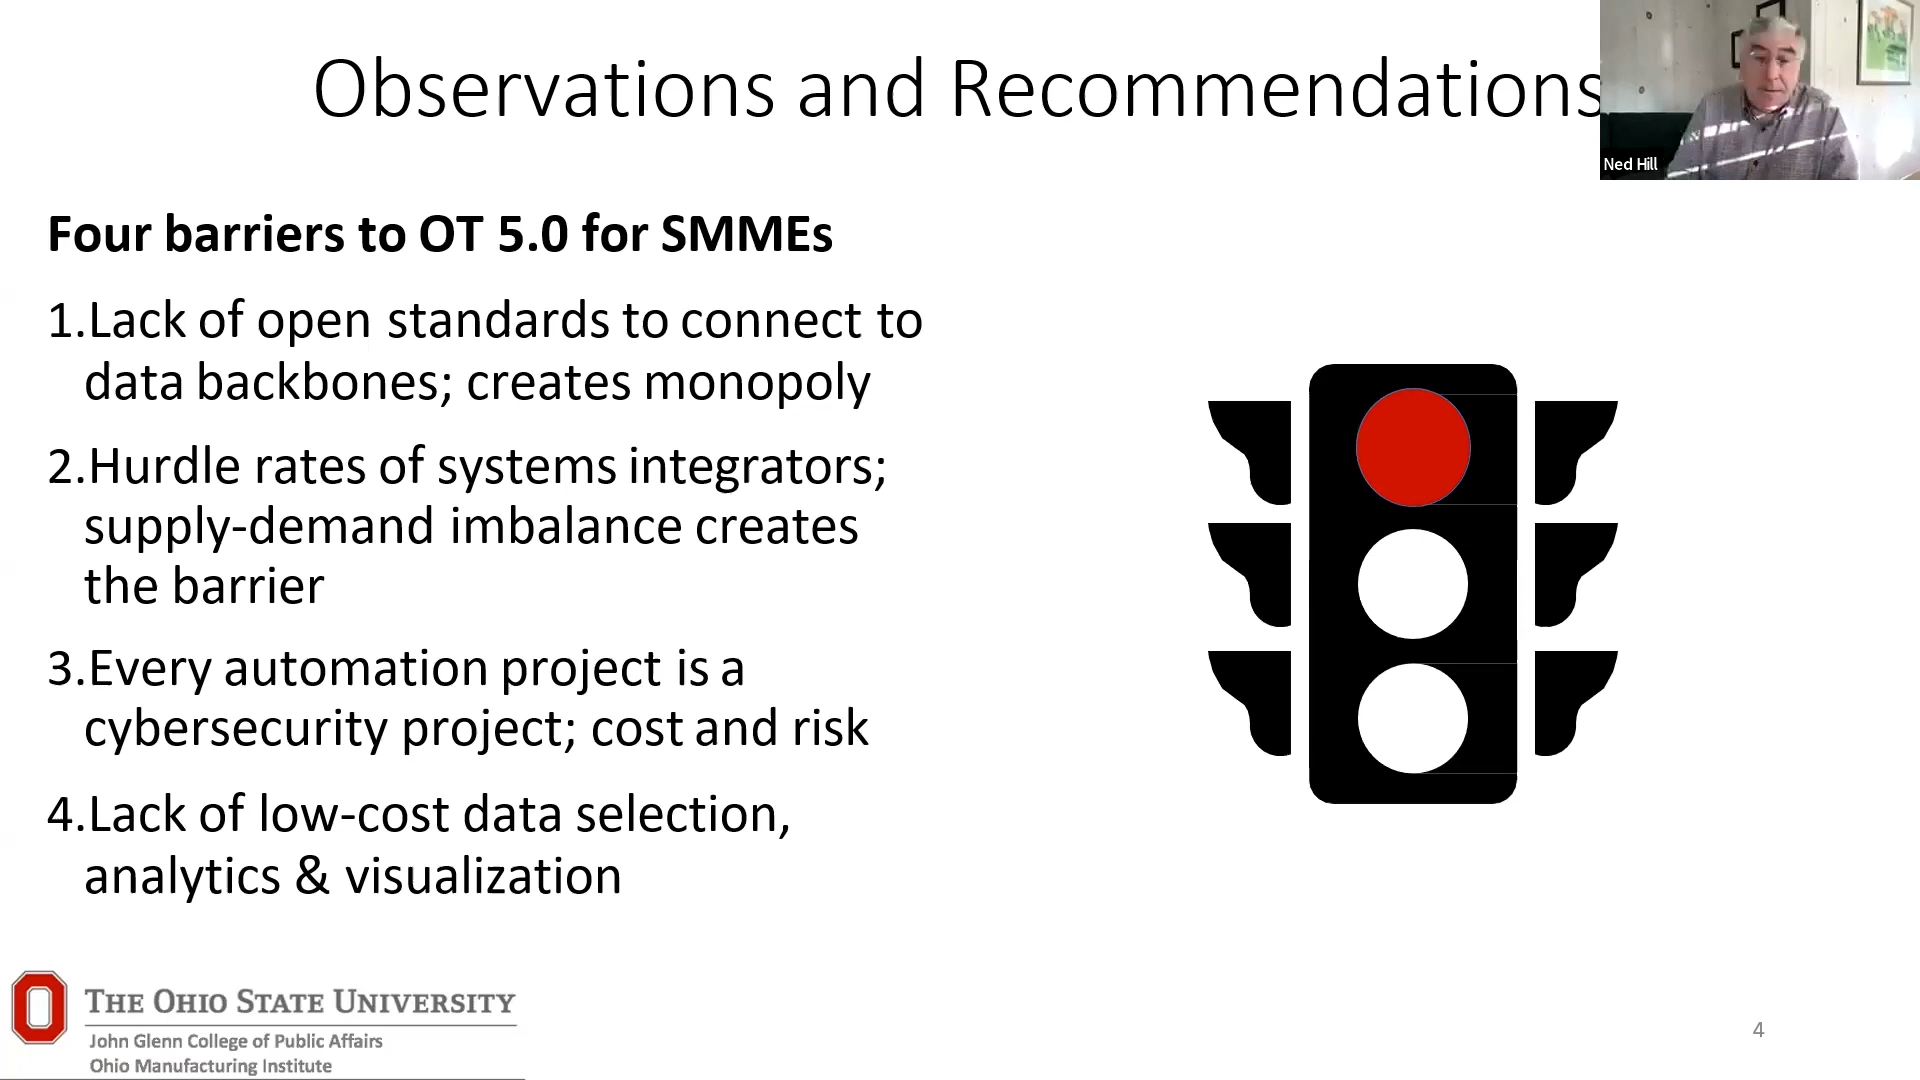 Observations and Recommendations
Ned Hill
Four barriers to OT 5.0 for SMMEs
1.Lack of open standards to connect to
data backbones; creates monopoly
2.Hurdle rates of systems integrators;
supply-demand imbalance creates
the barrier
3.Every automation project is a
cybersecurity project; cost and risk
4.Lack of low-cost data selection,
analytics & visualization
THE OHIO STATE UNIVERSITY
John Glenn College of Public Affairs
Ohio Manufacturing Institute
4